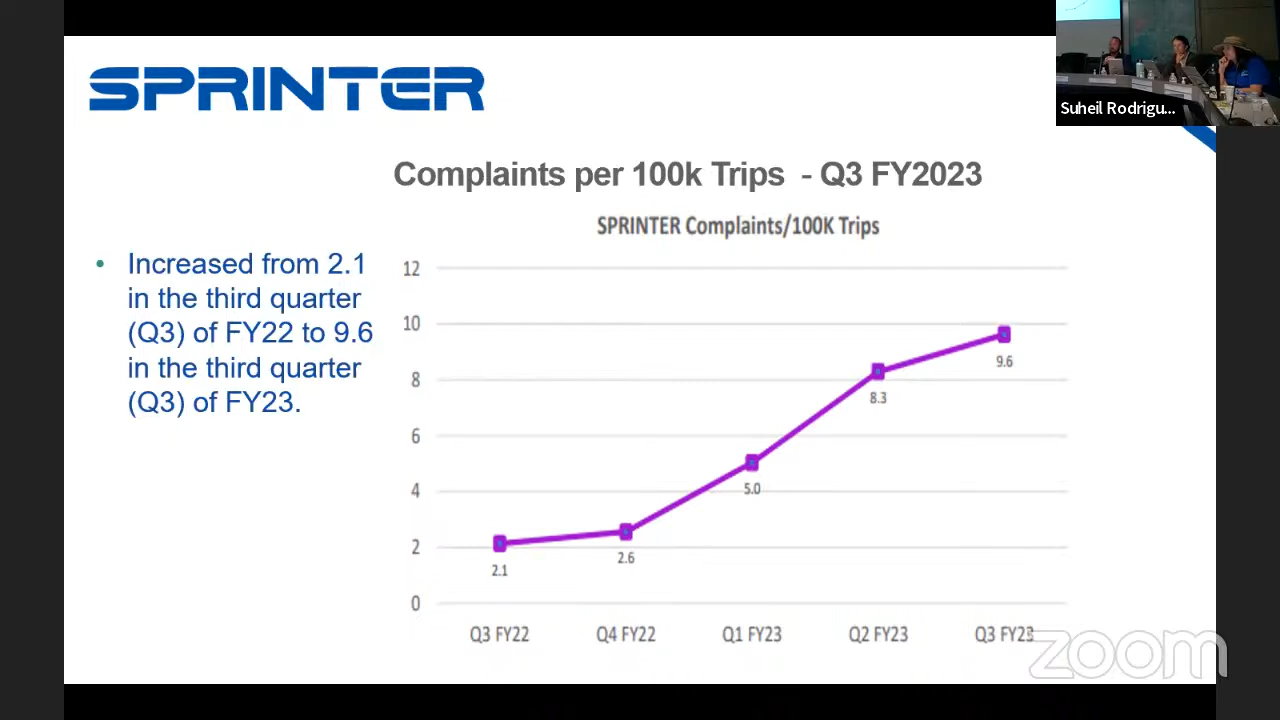 SPRINTER
Suheil Rodrigu...
Complaints per 100k Trips - Q3 FY2023
SPRINTER Complaints/100K Trips
• Increased from 2.1
in the third quarter
(Q3) of FY22 to 9.6
in the third quarter
(Q3) of FY23.
12
10
8
6
4
2
0
2.1
2.6
5.0
8.3
9.6
Q3 FY22
Q4 FY22
Q1 FY23
Q2 FY23
Q3 FY23
zoom